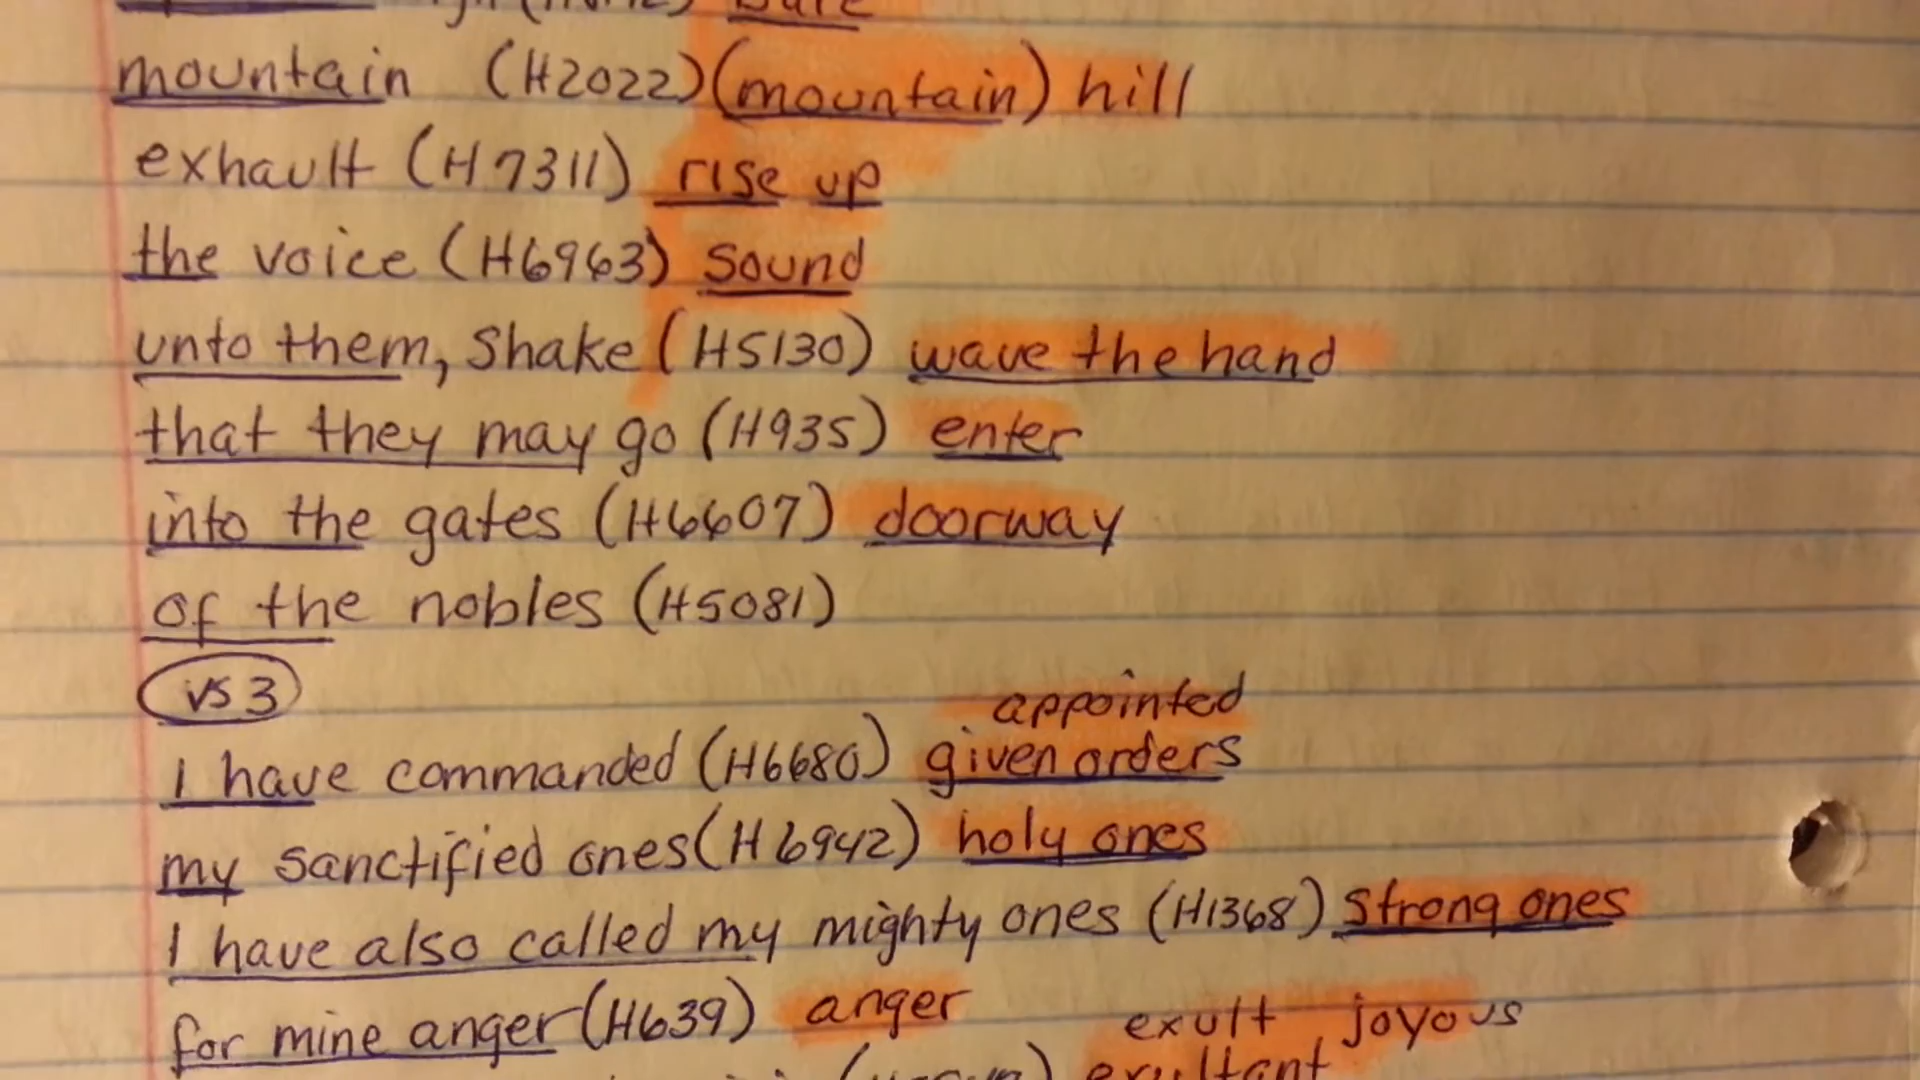 mountain (H2022)(mountain) hill
exhault (H7311) rise up
the voice (H6963) sound
unto them, Shake (H5130) wave the hand
that they may go (H935) enter
into the gates (H6607) doorway
of the nobles (H5081)
vs 3
appointed
I have commanded (H6680) given orders
my sanctified ones (H6942) holy ones
I have also called my mighty ones (H1368) strong ones
for mine anger (H639) anger
exult joyous
exultant